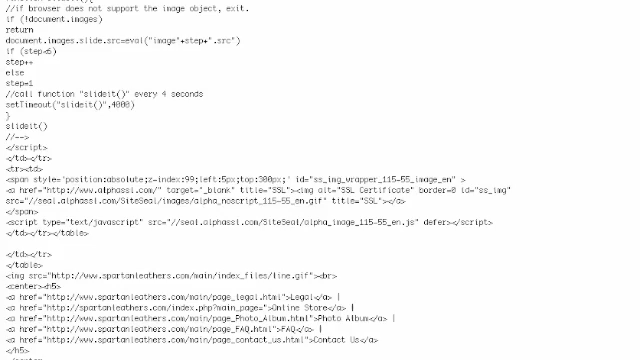 //if browser does not support the image object, exit.
if (!document.images)
return
document.images.slide.src=eval("image"+step+".src")
if (step<6)
step++
else
step=1
//call function "slideit()" every 4 seconds
setTimeout("slideit()",4000)
}
slideit()
//-->
</script>
</td></tr>
<tr><td>
<span style='position:absolute;z-index:99;left:5px;top:300px;' id="ss_img_wrapper_115-55_image_en" >
<a href="http://www.alphassl.com/" target="_blank" title="SSL"><img alt="SSL Certificate" border=0 id="ss_img"
src="//seal.alphassl.com/SiteSeal/images/alpha_noscript_115-55_en.gif" title="SSL"></a>
</span>
<script type="text/javascript" src="//seal.alphassl.com/SiteSeal/alpha_image_115-55_en.js" defer></script>
</td></tr></table>
</td></tr>
</table>
<img src="http://www.spartanleathers.com/main/index_files/line.gif"><br>
<center><h5>
<a href="http://www.spartanleathers.com/main/page_legal.html">Legal</a> |
<a href="http://spartanleathers.com/index.php?main_page=">Online Store</a> |
<a href="http://www.spartanleathers.com/main/page_Photo_Album.html">Photo Album</a> |
<a href="http://www.spartanleathers.com/main/page_FAQ.html">FAQ</a> |
<a href="http://www.spartanleathers.com/main/page_contact_us.html">Contact Us</a>
</h5>